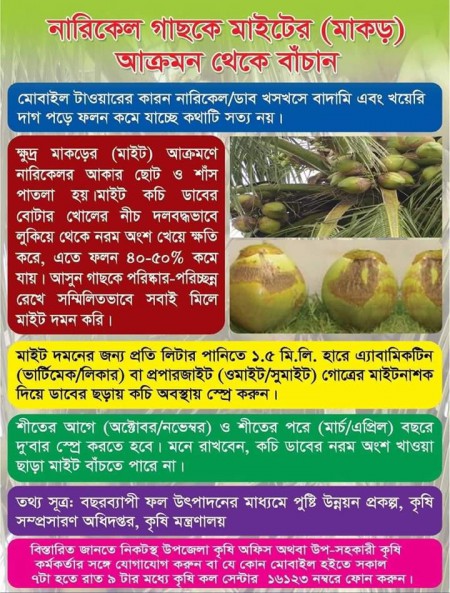 নারিকেল গাছকে মাইটের (মাকড়)
আক্রমন থেকে বাঁচান
মোবাইল টাওয়ারের কারন নারিকেল/ডাব খসখসে বাদামি এবং খয়েরি
দাগ পড়ে ফলন কমে যাচ্ছে কথাটি সত্য নয়।
ক্ষুদ্র মাকড়ের (মাইট) আক্রমণে
নারিকেলর আকার ছোট ও শাঁস
পাতলা হয়।মাইট কচি ডাবের
বোটার খোলের নীচ দলবদ্ধভাবে
লুকিয়ে থেকে নরম অংশ খেয়ে ক্ষতি
করে, এতে ফলন ৪০-৫০% কমে
যায়। আসুন গাছকে পরিষ্কার-পরিচ্ছন্ন
রেখে সম্মিলিতভাবে সবাই মিলে
মাইট দমন করি।
মাইট দমনের জন্য প্রতি লিটার পানিতে ১.৫ মি.লি. হারে এ্যাবামিকটিন
(ভার্টিমেক/লিকার) বা প্রপারজাইট (ওমাইট/সুমাইট) গোত্রের মাইটনাশক
দিয়ে ডাবের ছড়ায় কচি অবস্থায় স্প্রে করুন।
শীতের আগে (অক্টোবর/নভেম্বর) ও শীতের পরে (মার্চ/এপ্রিল) বছরে
দু'বার স্প্রে করতে হবে। মনে রাখবেন, কচি ডাবের নরম অংশ খাওয়া
ছাড়া মাইট বাঁচতে পারে না।
তথ্য সূত্র: বছরব্যাপী ফল উৎপাদনের মাধ্যমে পুষ্টি উন্নয়ন প্রকল্প, কৃষি
সম্প্রসারণ অধিদপ্তর, কৃষি মন্ত্রণালয়
বিস্তারিত জানতে নিকটস্থ উপজেলা কৃষি অফিস অথবা উপ-সহকারী কৃষি
কর্মকর্তার সঙ্গে যোগাযোগ করুন বা যে কোন মোবাইল হইতে সকাল
৭টা হতে রাত ৯ টার মধ্যে কৃষি কল সেন্টার ১৬১২৩ নম্বরে ফোন করুন।